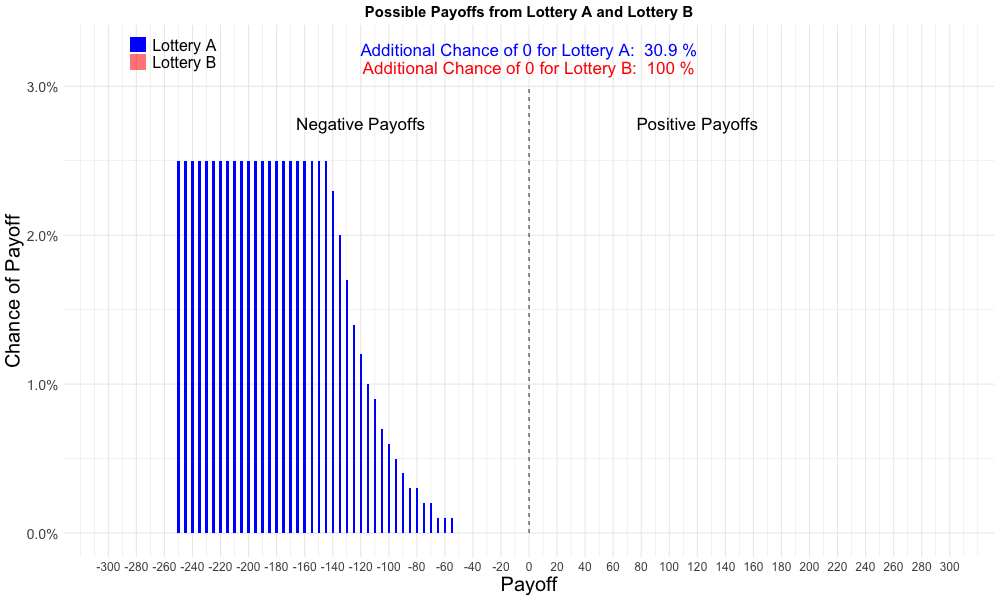 Possible Payoffs from Lottery A and Lottery B
Lottery A
Lottery B
Additional Chance of 0 for Lottery A:  30.9 %
Additional Chance of 0 for Lottery B:  100 %
Negative Payoffs
Positive Payoffs
Chance of Payoff
3.0%
2.0%
1.0%
0.0%
-300 -280 -260 -240 -220 -200 -180 -160 -140 -120 -100 -80 -60 -40 -20 0 20 40 60 80 100 120 140 160 180 200 220 240 260 280 300
Payoff